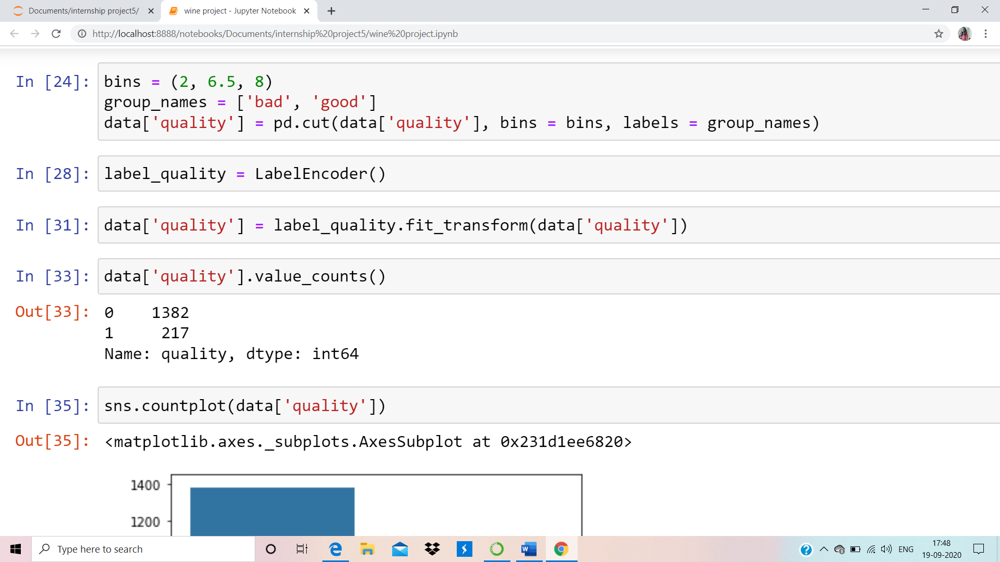 Documents/internship project5/
wine project - Jupyter Notebook
http://localhost:8888/notebooks/Documents/internship%20project5/wine%20project.ipynb
In [24]: bins = (2, 6.5, 8)
group_names = ['bad', 'good']
data['quality'] = pd.cut(data['quality'], bins = bins, labels = group_names)
In [28]: label_quality = LabelEncoder()
In [31]: data['quality'] = label_quality.fit_transform(data['quality'])
In [33]: data['quality'].value_counts()
Out[33]: 0    1382
1     217
Name: quality, dtype: int64
In [35]: sns.countplot(data['quality'])
Out[35]: <matplotlib.axes._subplots.AxesSubplot at 0x231d1ee6820>
1400
1200
Type here to search
ENG
17:48
19-09-2020